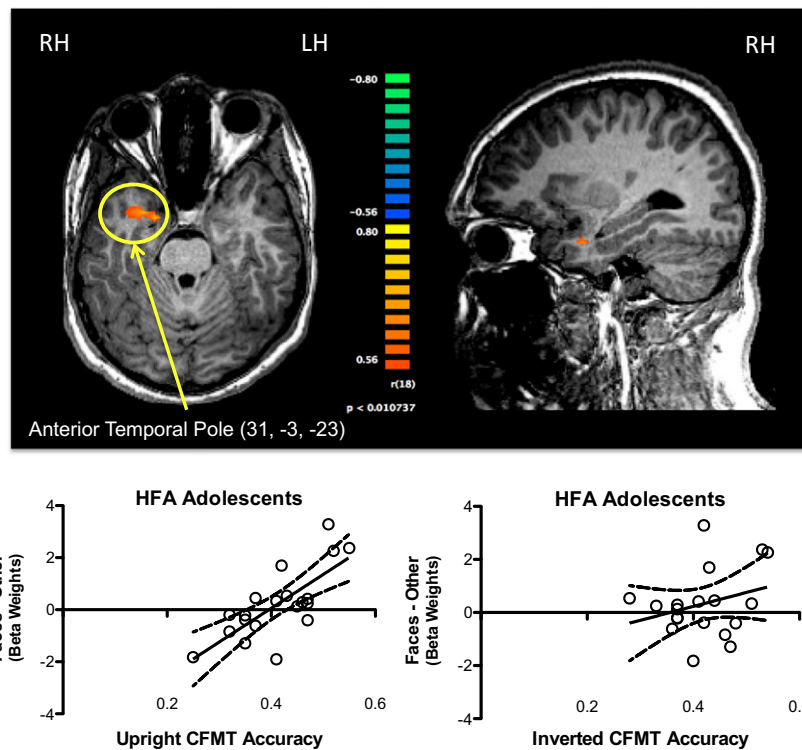 RH
LH
RH
-0.80
-0.56
0.80
0.56
r(18)
p < 0.010737
Anterior Temporal Pole (31, -3, -23)
HFA Adolescents
4
2
0
-2
-4
0.2
0.4
0.6
Faces - Other
(Beta Weights)
Upright CFMT Accuracy
HFA Adolescents
4
2
0
-2
-4
0.2
0.4
Faces - Other
(Beta Weights)
Inverted CFMT Accuracy